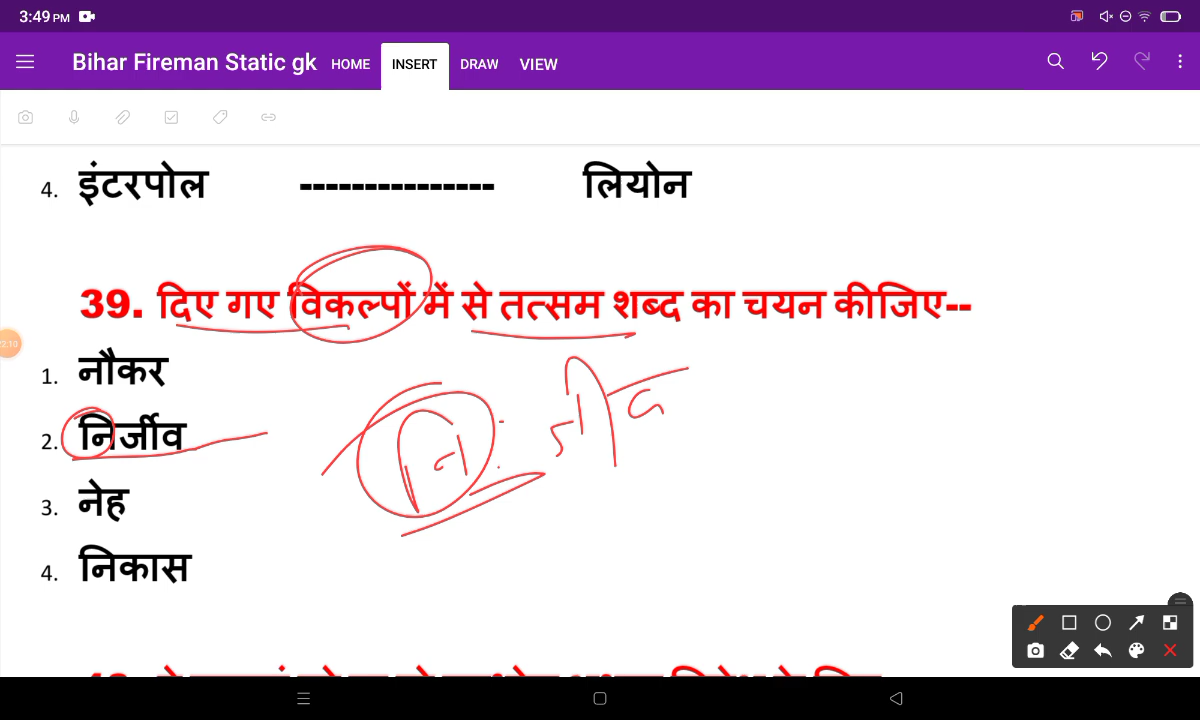 3:49 PM
Bihar Fireman Static gk HOME INSERT DRAW VIEW
4. इंटरपोल --------------- लियोन
39. दिए गए विकल्पों में से तत्सम शब्द का चयन कीजिए--
1. नौकर
2. निर्जीव
3. नेह
4. निकास
नि: जीव